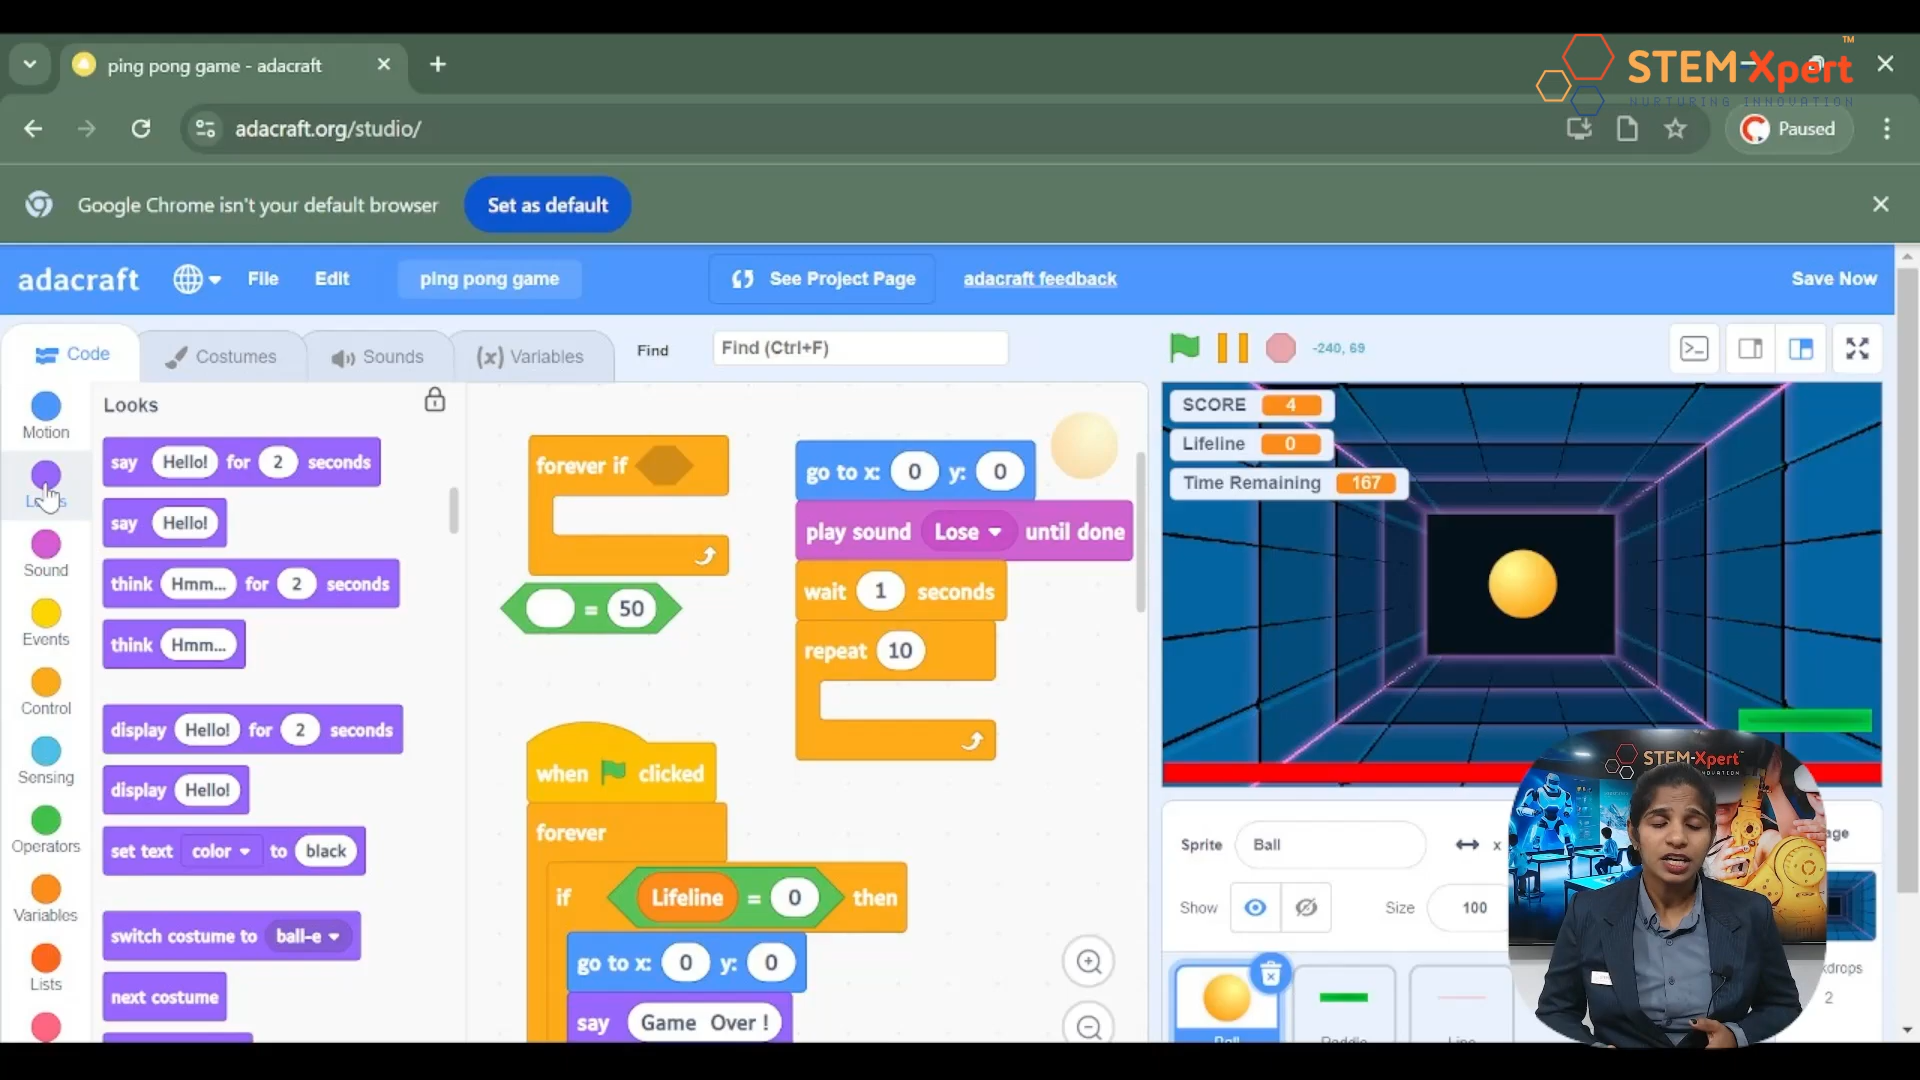 ping pong game - adacraft
STEM-Xpert
TM
NURTURING INNOVATION
adacraft.org/studio/
Paused
Google Chrome isn't your default browser
Set as default
adacraft
File
Edit
ping pong game
See Project Page
adacraft feedback
Save Now
Code
Costumes
Sounds
(x) Variables
Find
Find (Ctrl+F)
-240, 69
Motion
Looks
Sound
Events
Control
Sensing
Operators
Variables
Lists
Looks
say Hello! for 2 seconds
say Hello!
think Hmm... for 2 seconds
think Hmm...
display Hello! for 2 seconds
display Hello!
set text color to black
switch costume to ball-e
next costume
forever if
= 50
when clicked
forever
if Lifeline = 0 then
go to x: 0 y: 0
say Game Over !
go to x: 0 y: 0
play sound Lose until done
wait 1 seconds
repeat 10
SCORE 4
Lifeline 0
Time Remaining 167
Sprite Ball x
Show
Size 100
2
STEM-Xpert